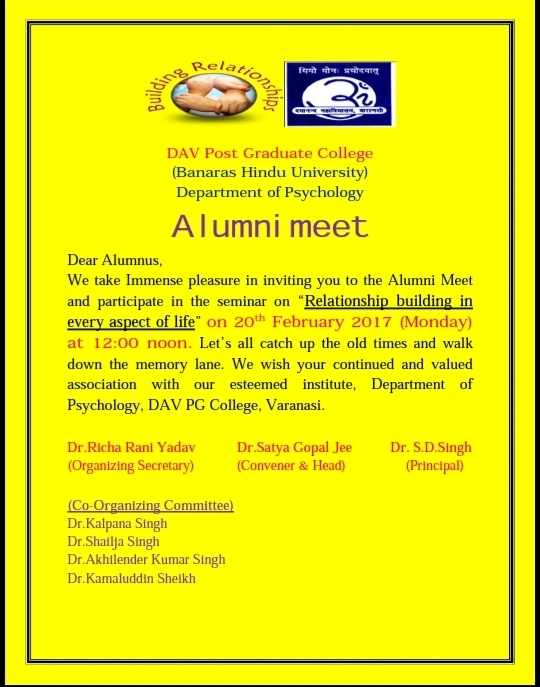 Building Relationships
धियो योनः प्रचोदयात्
दयानन्द महाविद्यालय, वाराणसी
DAV Post Graduate College
(Banaras Hindu University)
Department of Psychology
Alumni meet
Dear Alumnus,
We take Immense pleasure in inviting you to the Alumni Meet
and participate in the seminar on “Relationship building in
every aspect of life” on 20th February 2017 (Monday)
at 12:00 noon. Let’s all catch up the old times and walk
down the memory lane. We wish your continued and valued
association with our esteemed institute, Department of
Psychology, DAV PG College, Varanasi.
Dr.Richa Rani Yadav Dr.Satya Gopal Jee Dr. S.D.Singh
(Organizing Secretary) (Convener & Head) (Principal)
(Co-Organizing Committee)
Dr.Kalpana Singh
Dr.Shailja Singh
Dr.Akhilender Kumar Singh
Dr.Kamaluddin Sheikh